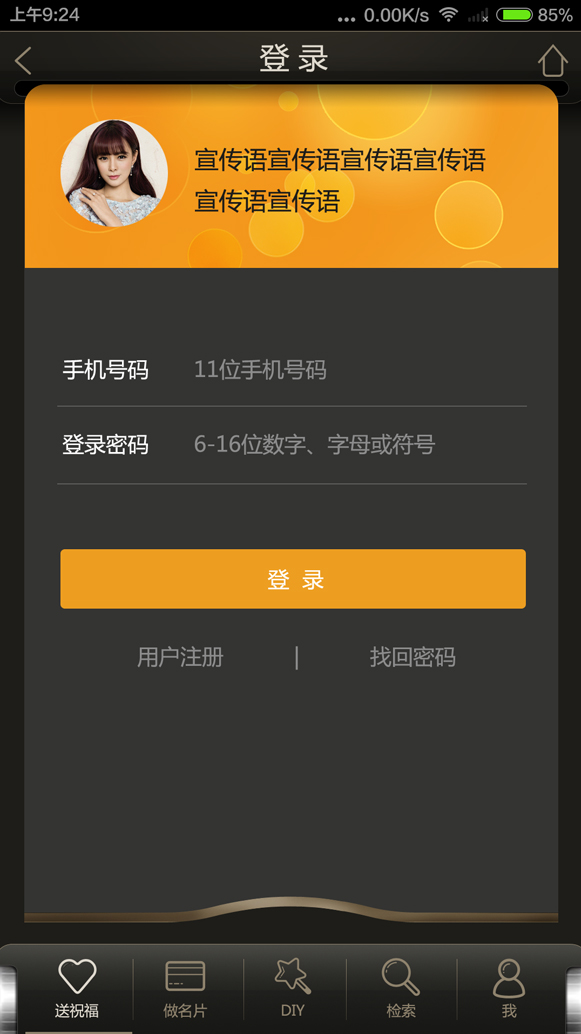 上午9:24
... 0.00K/s 85%
登录
宣传语宣传语宣传语宣传语
宣传语宣传语
手机号码 11位手机号码
登录密码 6-16位数字、字母或符号
登 录
用户注册 | 找回密码
送祝福 做名片 DIY 检索 我